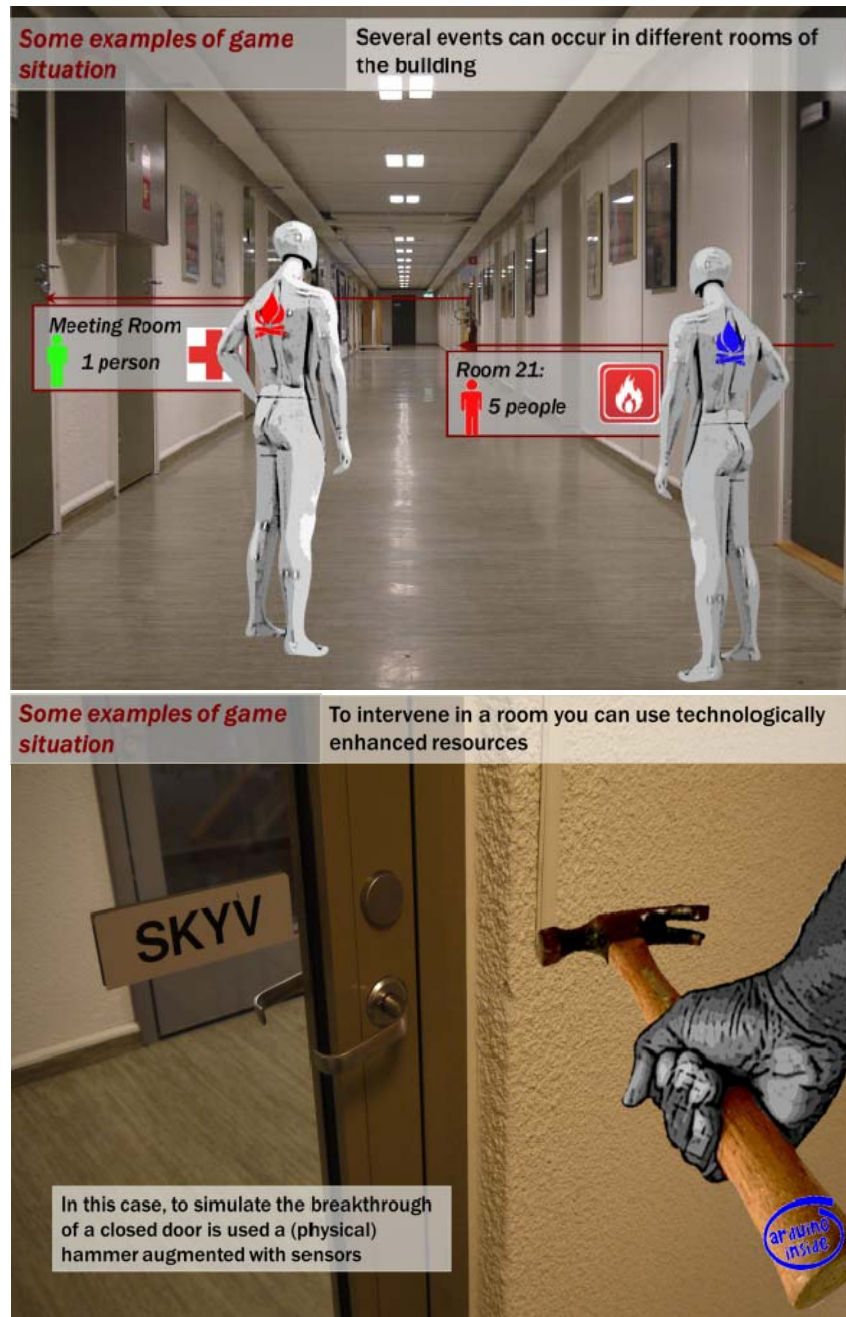 Some examples of game
situation
Several events can occur in different rooms of
the building
Meeting Room
1 person
Room 21:
5 people
Some examples of game
situation
To intervene in a room you can use technologically
enhanced resources
SKYV
In this case, to simulate the breakthrough
of a closed door is used a (physical)
hammer augmented with sensors
arduino
inside